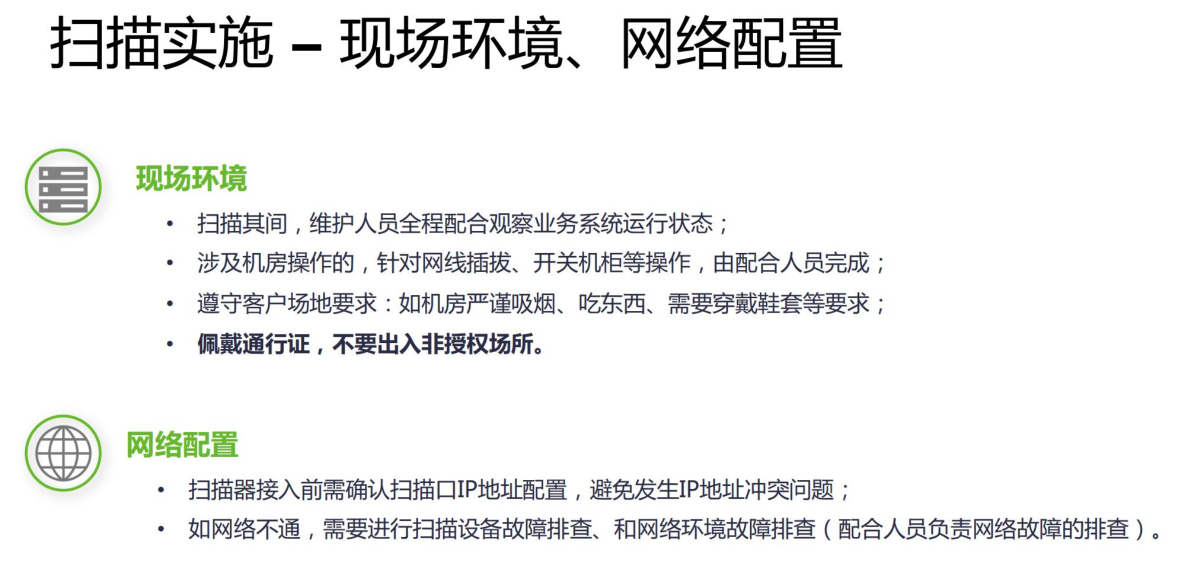 扫描实施 – 现场环境、网络配置
现场环境
• 扫描其间，维护人员全程配合观察业务系统运行状态；
• 涉及机房操作的，针对网线插拔、开关机柜等操作，由配合人员完成；
• 遵守客户场地要求：如机房严谨吸烟、吃东西、需要穿戴鞋套等要求；
• 佩戴通行证，不要出入非授权场所。
网络配置
• 扫描器接入前需确认扫描口IP地址配置，避免发生IP地址冲突问题；
• 如网络不通，需要进行扫描设备故障排查、和网络环境故障排查（配合人员负责网络故障的排查）。